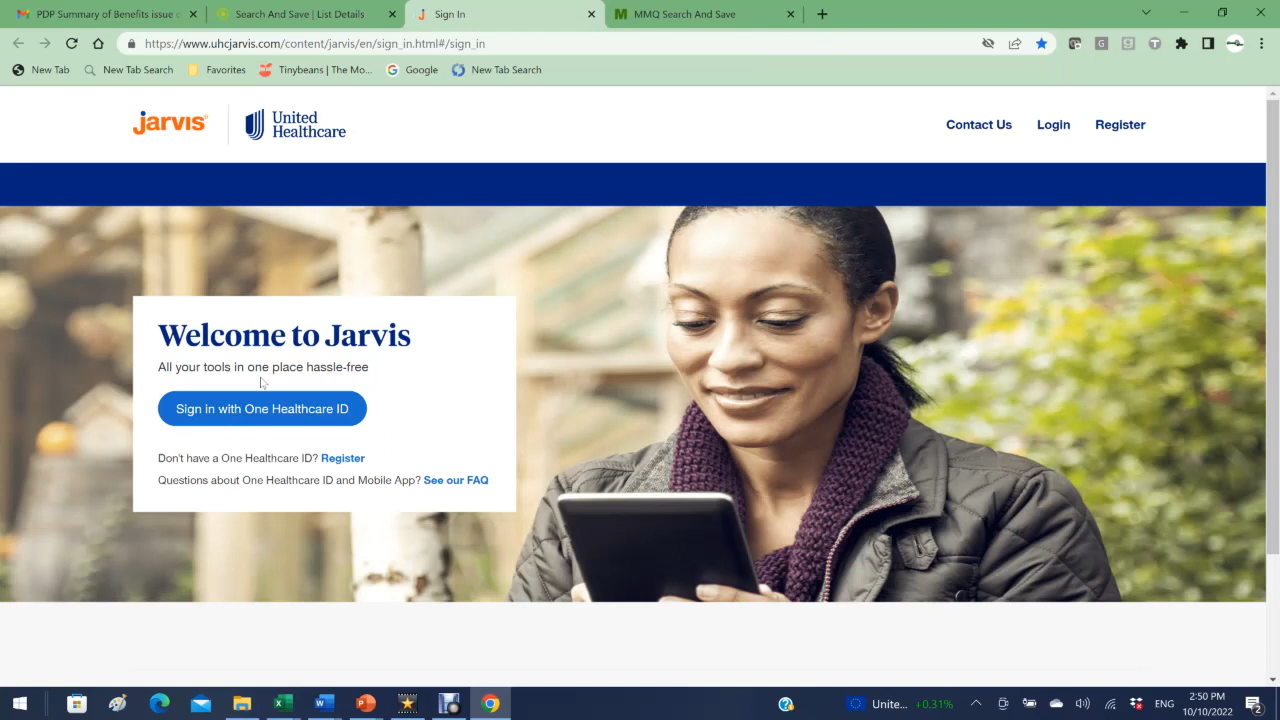 PDP Summary of Benefits issue
Search And Save | List Details
Sign In
MMQ Search And Save
https://www.uhcjarvis.com/content/jarvis/en/sign_in.html#/sign_in
New Tab
New Tab Search
Favorites
Tinybeans | The Mo...
Google
New Tab Search
jarvis
United
Healthcare
Contact Us
Login
Register
Welcome to Jarvis
All your tools in one place hassle-free
Sign in with One Healthcare ID
Don't have a One Healthcare ID? Register
Questions about One Healthcare ID and Mobile App? See our FAQ
Unite... +0.31%
ENG
2:50 PM
10/10/2022
2